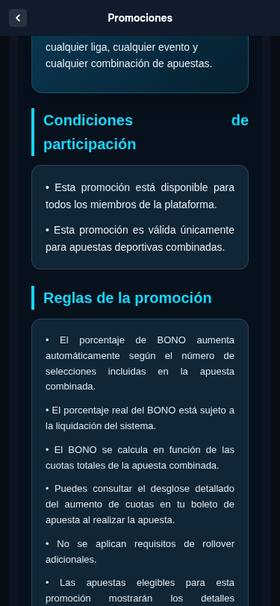 Promociones
cualquier liga, cualquier evento y
cualquier combinación de apuestas.
Condiciones de
participación
• Esta promoción está disponible para
todos los miembros de la plataforma.
• Esta promoción es válida únicamente
para apuestas deportivas combinadas.
Reglas de la promoción
• El porcentaje de BONO aumenta
automáticamente según el número de
selecciones incluidas en la apuesta
combinada.
• El porcentaje real del BONO está sujeto a
la liquidación del sistema.
• El BONO se calcula en función de las
cuotas totales de la apuesta combinada.
• Puedes consultar el desglose detallado
del aumento de cuotas en tu boleto de
apuesta al realizar la apuesta.
• No se aplican requisitos de rollover
adicionales.
• Las apuestas elegibles para esta
promoción mostrarán los detalles